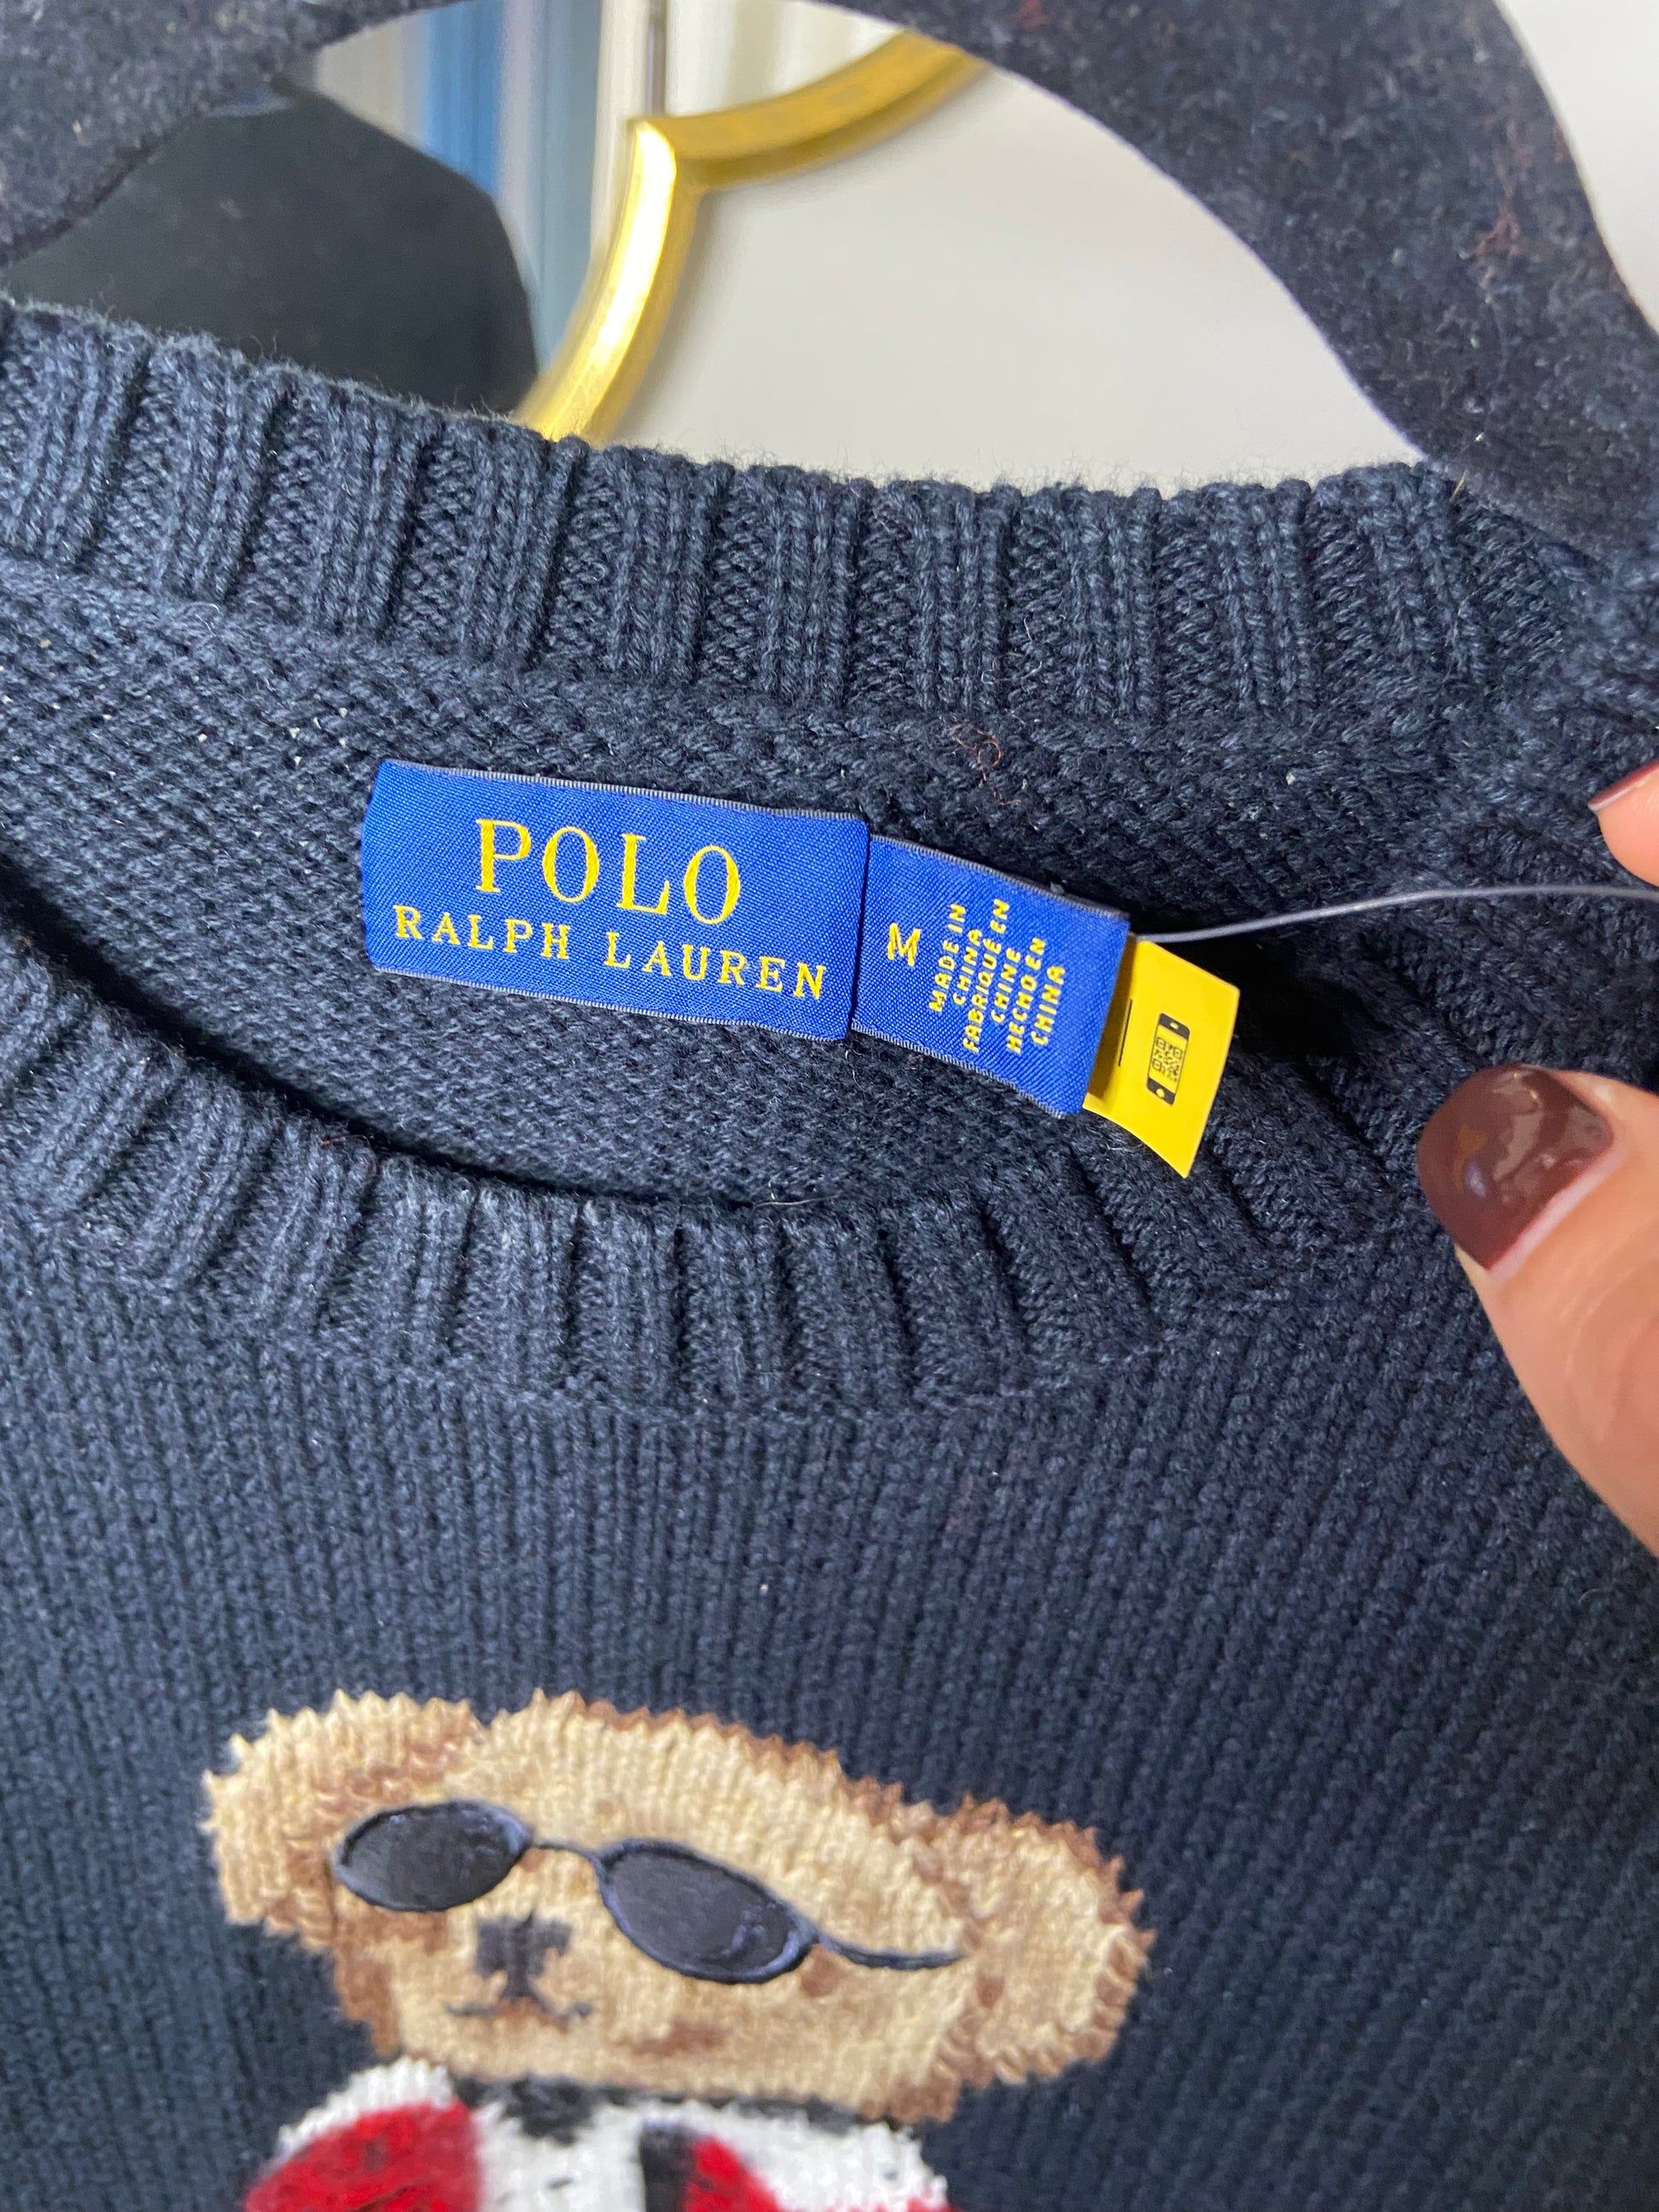 POLO
RALPH LAUREN
M
MADE IN
CHINA
FABRIQUÉ EN
CHINE
HECHO EN
CHINA